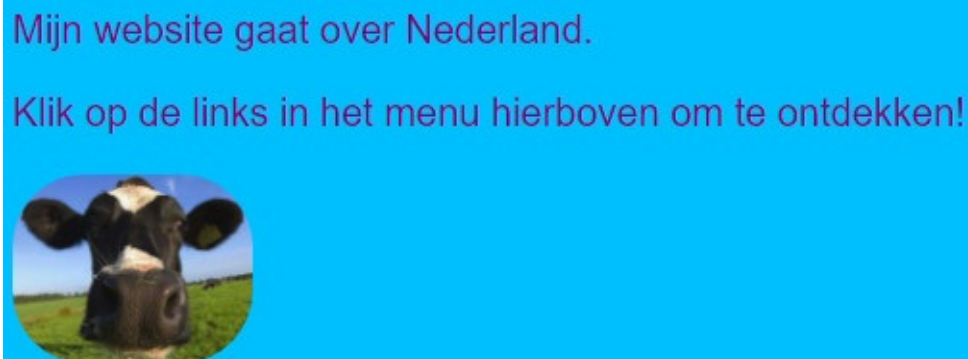 Mijn website gaat over Nederland.
Klik op de links in het menu hierboven om te ontdekken!